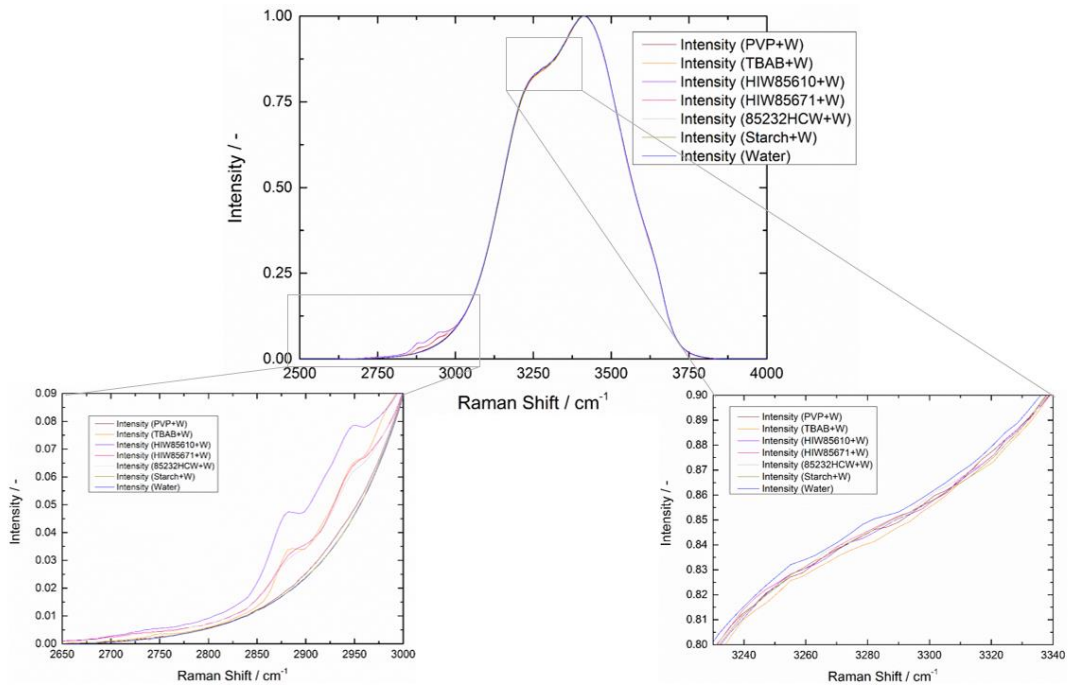 1.00
0.75
0.50
0.25
0.00
Intensity / -
Intensity (PVP+W)
Intensity (TBAB+W)
Intensity (HIW85610+W)
Intensity (HIW85671+W)
Intensity (85232HCW+W)
Intensity (Starch+W)
Intensity (Water)
2500 2750 3000 3250 3500 3750 4000
Raman Shift / cm⁻¹
0.09
0.08
0.07
0.06
0.05
0.04
0.03
0.02
0.01
0.00
Intensity / -
Intensity (PVP+W)
Intensity (TBAB+W)
Intensity (HIW85610+W)
Intensity (HIW85671+W)
Intensity (85232HCW+W)
Intensity (Starch+W)
Intensity (Water)
2650 2700 2750 2800 2850 2900 2950 3000
Raman Shift / cm⁻¹
0.90
0.89
0.88
0.87
0.86
0.85
0.84
0.83
0.82
0.81
0.80
Intensity / -
Intensity (PVP+W)
Intensity (TBAB+W)
Intensity (HIW85610+W)
Intensity (HIW85671+W)
Intensity (85232HCW+W)
Intensity (Starch+W)
Intensity (Water)
3240 3260 3280 3300 3320 3340
Raman Shift / cm⁻¹